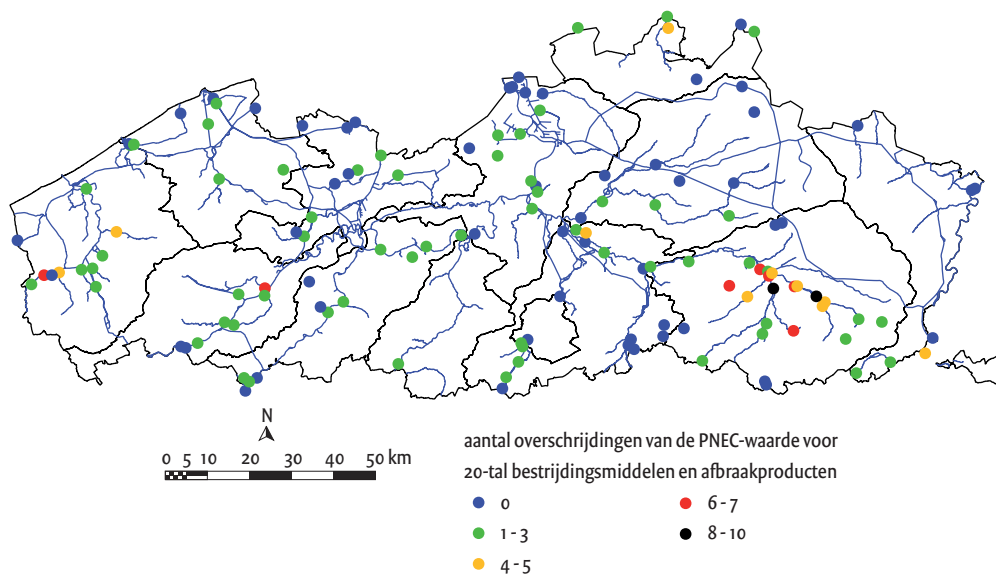 N
0 5 10 20 30 40 50 km
aantal overschrijdingen van de PNEC-waarde voor
20-tal bestrijdingsmiddelen en afbraakproducten
0
6 - 7
1 - 3
8 - 10
4 - 5